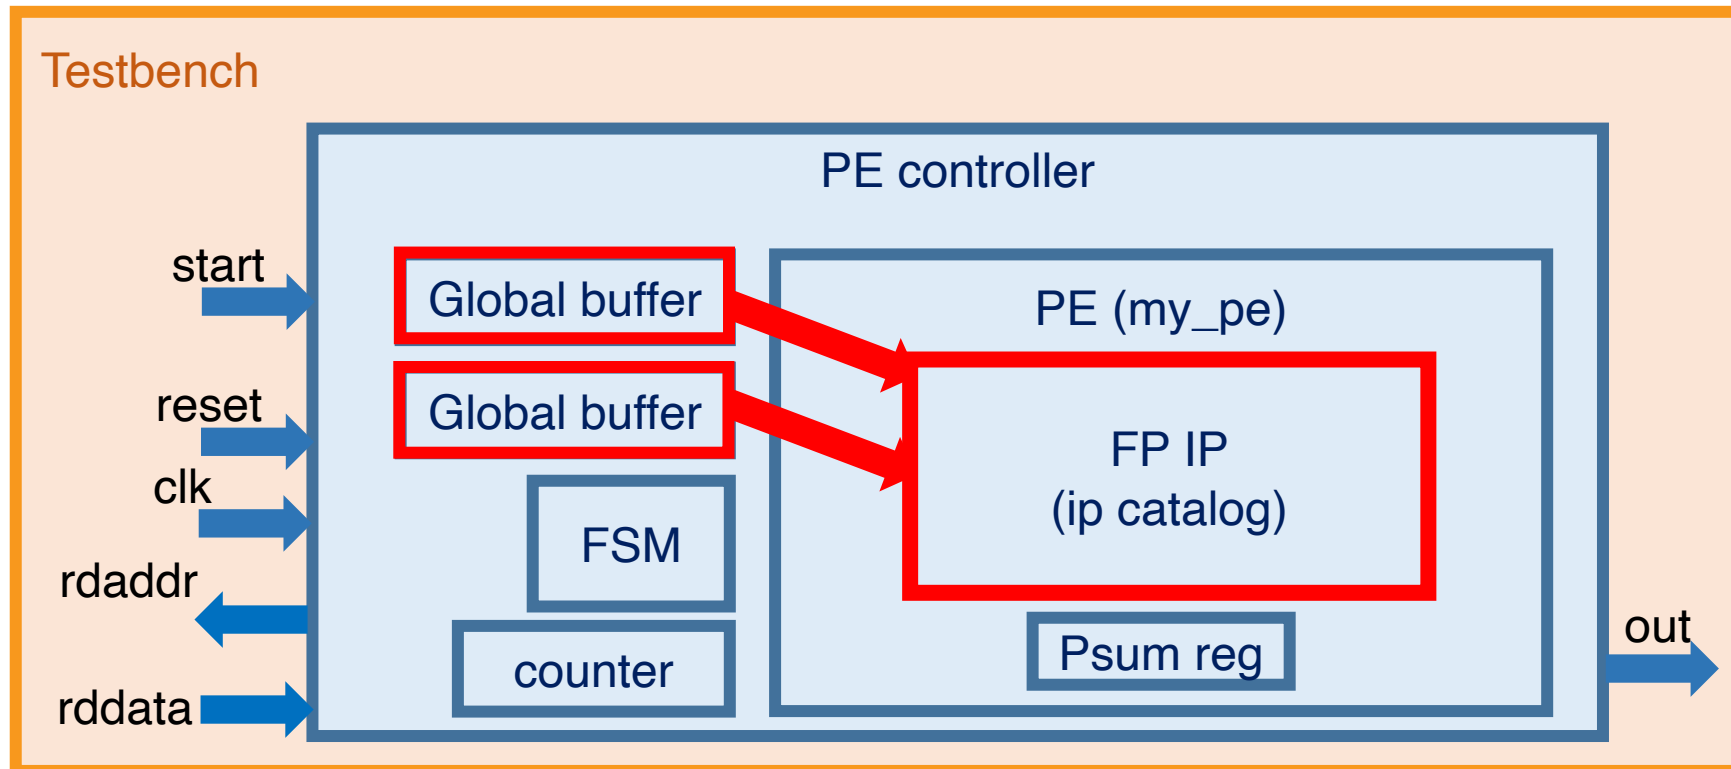 Testbench
PE controller
start
Global buffer
PE (my_pe)
reset
Global buffer
FP IP
(ip catalog)
clk
FSM
rdaddr
counter
Psum reg
out
rddata